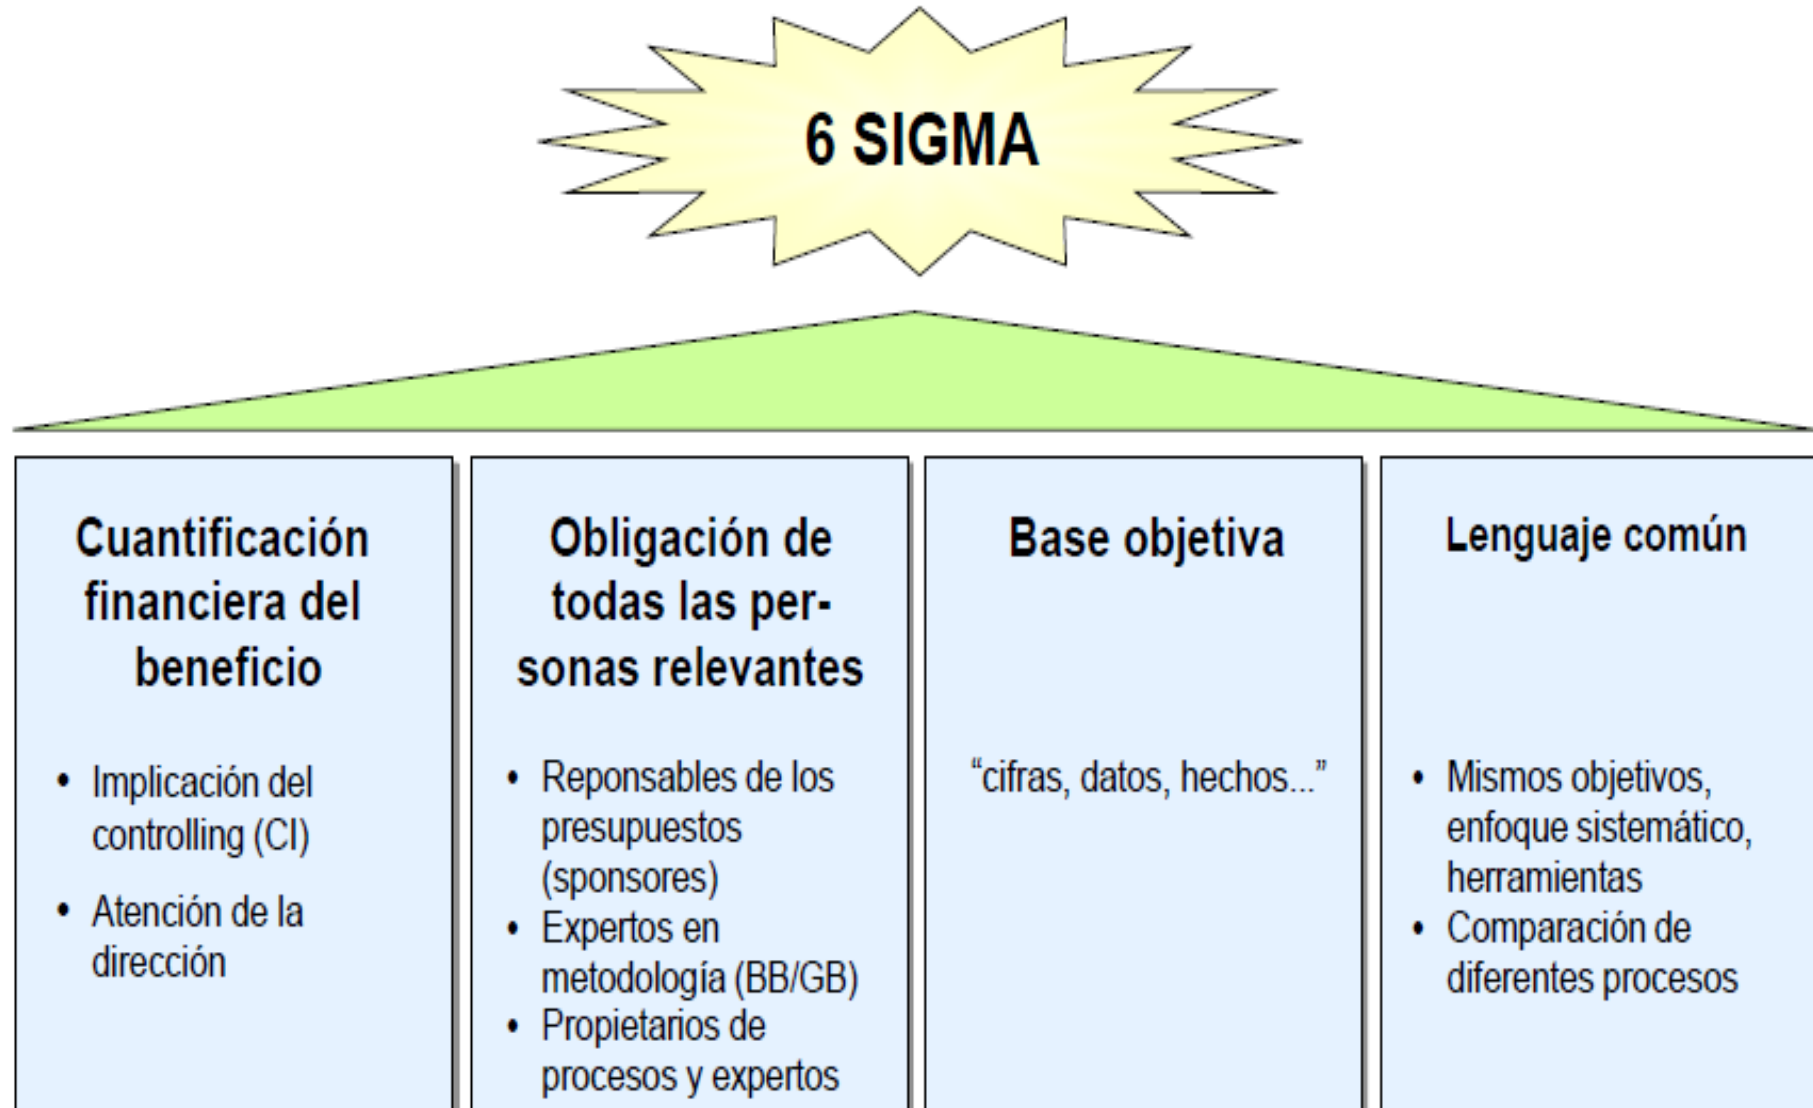 6 SIGMA
Cuantificación
financiera del
beneficio
• Implicación del
controlling (CI)
• Atención de la
dirección
Obligación de
todas las per-
sonas relevantes
• Reponsables de los
presupuestos
(sponsores)
• Expertos en
metodología (BB/GB)
• Propietarios de
procesos y expertos
Base objetiva
“cifras, datos, hechos...”
Lenguaje común
• Mismos objetivos,
enfoque sistemático,
herramientas
• Comparación de
diferentes procesos